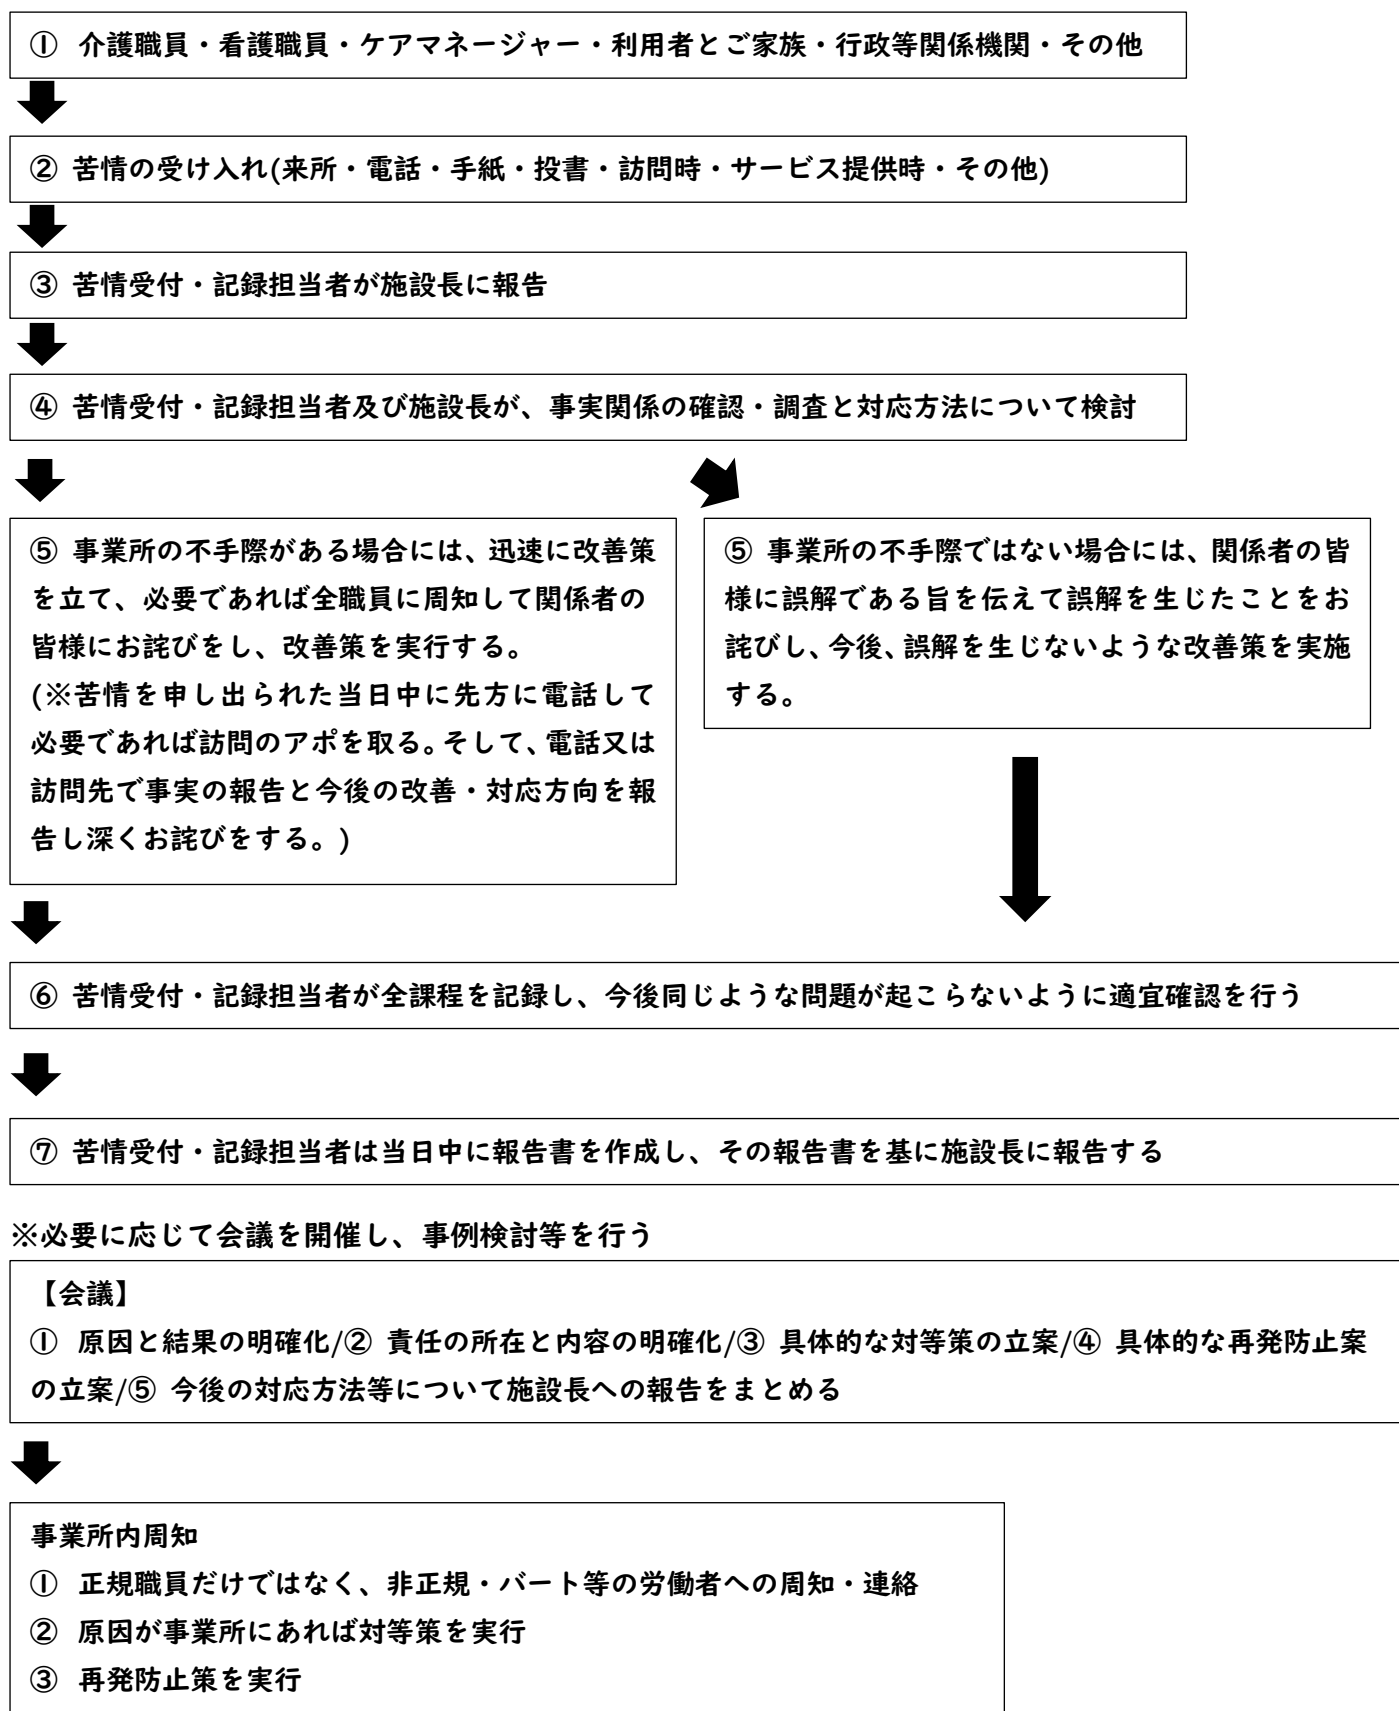 ① 介護職員・看護職員・ケアマネージャー・利用者とご家族・行政等関係機関・その他
② 苦情の受け入れ(来所・電話・手紙・投書・訪問時・サービス提供時・その他)
③ 苦情受付・記録担当者が施設長に報告
④ 苦情受付・記録担当者及び施設長が、事実関係の確認・調査と対応方法について検討
⑤ 事業所の不手際がある場合には、迅速に改善策
を立て、必要であれば全職員に周知して関係者の
皆様にお詫びをし、改善策を実行する。
(※苦情を申し出られた当日中に先方に電話して
必要であれば訪問のアポを取る。そして、電話又は
訪問先で事実の報告と今後の改善・対応方向を報
告し深くお詫びをする。)
⑤ 事業所の不手際ではない場合には、関係者の皆
様に誤解である旨を伝えて誤解を生じたことをお
詫びし、今後、誤解を生じないような改善策を実施
する。
⑥ 苦情受付・記録担当者が全課程を記録し、今後同じような問題が起こらないように適宜確認を行う
⑦ 苦情受付・記録担当者は当日中に報告書を作成し、その報告書を基に施設長に報告する
※必要に応じて会議を開催し、事例検討等を行う
【会議】
① 原因と結果の明確化/② 責任の所在と内容の明確化/③ 具体的な対等策の立案/④ 具体的な再発防止案
の立案/⑤ 今後の対応方法等について施設長への報告をまとめる
事業所内周知
① 正規職員だけではなく、非正規・バート等の労働者への周知・連絡
② 原因が事業所にあれば対等策を実行
③ 再発防止策を実行